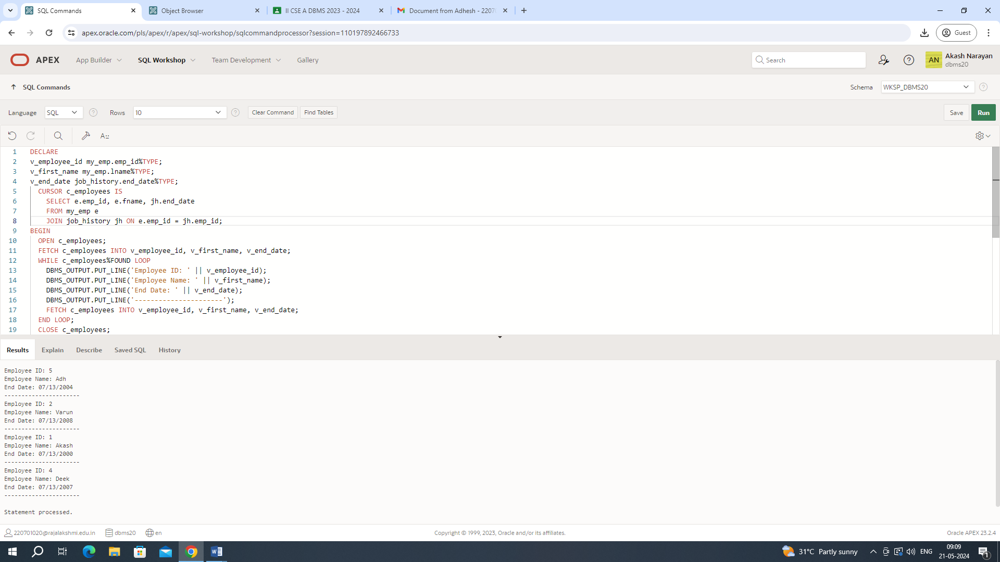 SQL Commands
Object Browser
II CSE A DBMS 2023 - 2024
Document from Adhesh - 2207
apex.oracle.com/pls/apex/r/apex/sql-workshop/sqlcommandprocessor?session=110197892466733
Guest
APEX
App Builder
SQL Workshop
Team Development
Gallery
Search
AN
Akash Narayan
dbms20
SQL Commands
Schema
WKSP_DBMS20
Language
SQL
Rows
10
Clear Command
Find Tables
Save
Run
1 DECLARE
2 v_employee_id my_emp.emp_id%TYPE;
3 v_first_name my_emp.lname%TYPE;
4 v_end_date job_history.end_date%TYPE;
5 CURSOR c_employees IS
6 SELECT e.emp_id, e.fname, jh.end_date
7 FROM my_emp e
8 JOIN job_history jh ON e.emp_id = jh.emp_id;
9 BEGIN
10 OPEN c_employees;
11 FETCH c_employees INTO v_employee_id, v_first_name, v_end_date;
12 WHILE c_employees%FOUND LOOP
13 DBMS_OUTPUT.PUT_LINE('Employee ID: ' || v_employee_id);
14 DBMS_OUTPUT.PUT_LINE('Employee Name: ' || v_first_name);
15 DBMS_OUTPUT.PUT_LINE('End Date: ' || v_end_date);
16 DBMS_OUTPUT.PUT_LINE('----------------------');
17 FETCH c_employees INTO v_employee_id, v_first_name, v_end_date;
18 END LOOP;
19 CLOSE c_employees;
Results
Explain
Describe
Saved SQL
History
Employee ID: 5
Employee Name: Adh
End Date: 07/13/2004
----------------------
Employee ID: 2
Employee Name: Varun
End Date: 07/13/2008
----------------------
Employee ID: 1
Employee Name: Akash
End Date: 07/13/2000
----------------------
Employee ID: 4
Employee Name: Deek
End Date: 07/13/2007
----------------------
Statement processed.
220701020@rajalakshmi.edu.in
dbms20
en
Copyright © 1999, 2023, Oracle and/or its affiliates.
Oracle APEX 23.2.4
31°C Partly sunny
ENG
09:09
21-05-2024
1